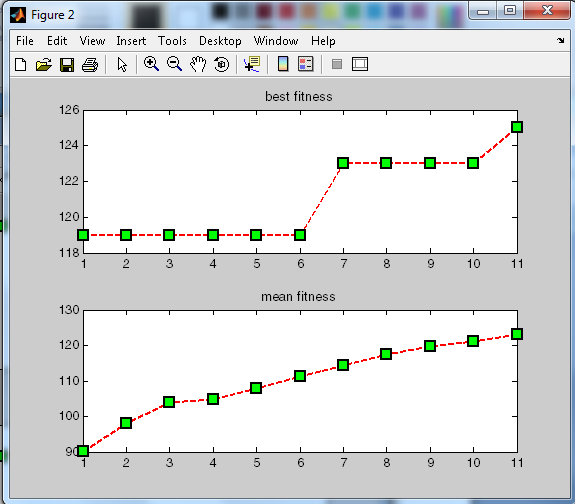 Figure 2
File Edit View Insert Tools Desktop Window Help
best fitness
126
124
122
120
118
1 2 3 4 5 6 7 8 9 10 11
mean fitness
130
120
110
100
90
1 2 3 4 5 6 7 8 9 10 11